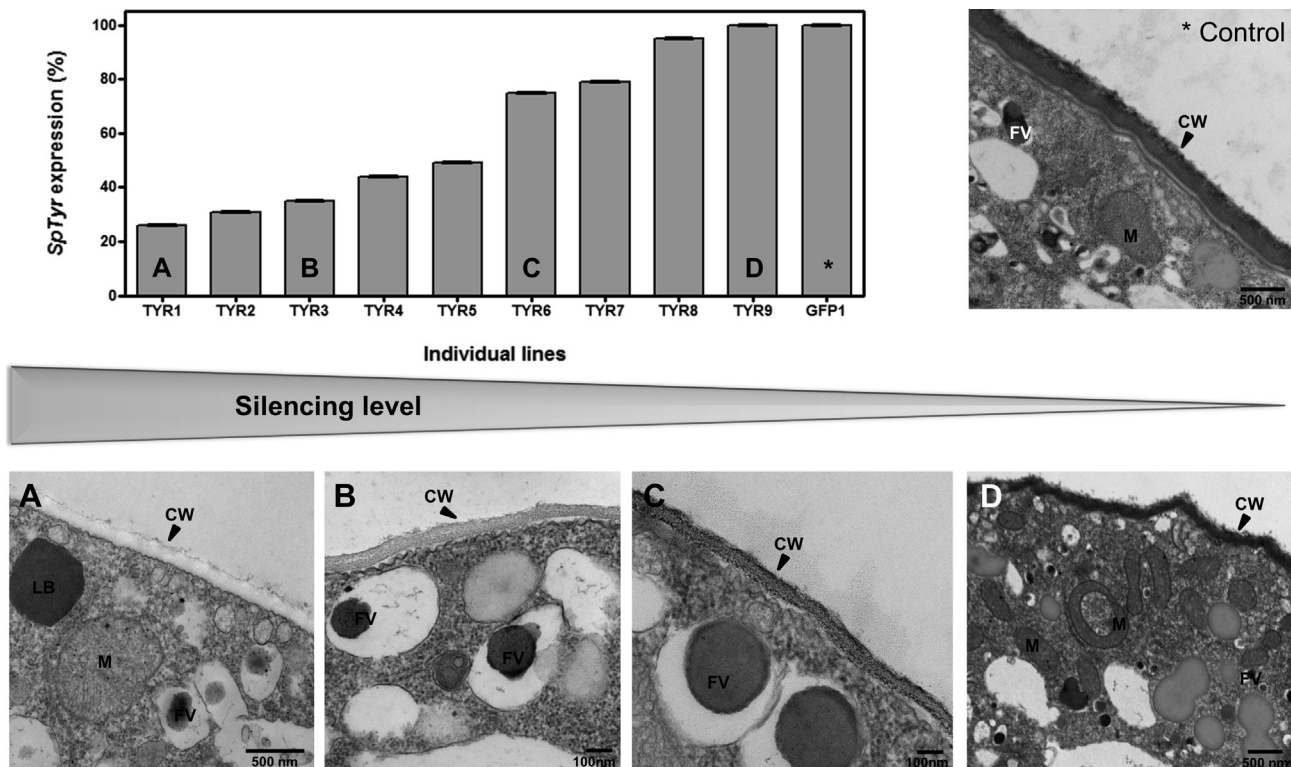 SpTyr expression (%)
100
80
60
40
20
0
A
B
C
D
*
TYR1 TYR2 TYR3 TYR4 TYR5 TYR6 TYR7 TYR8 TYR9 GFP1
Individual lines
* Control
CW
FV
M
500 nm
Silencing level
A
CW
LB
M
FV
500 nm
B
CW
FV
FV
100nm
C
CW
FV
100nm
D
CW
M
M
FV
500 nm